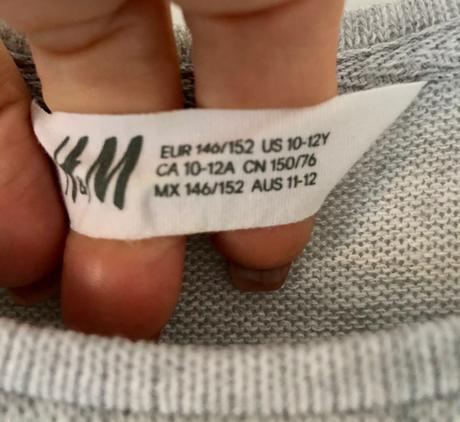 H&M
EUR 146/152 US 10-12Y
CA 10-12A CN 150/76
MX 146/152 AUS 11-12